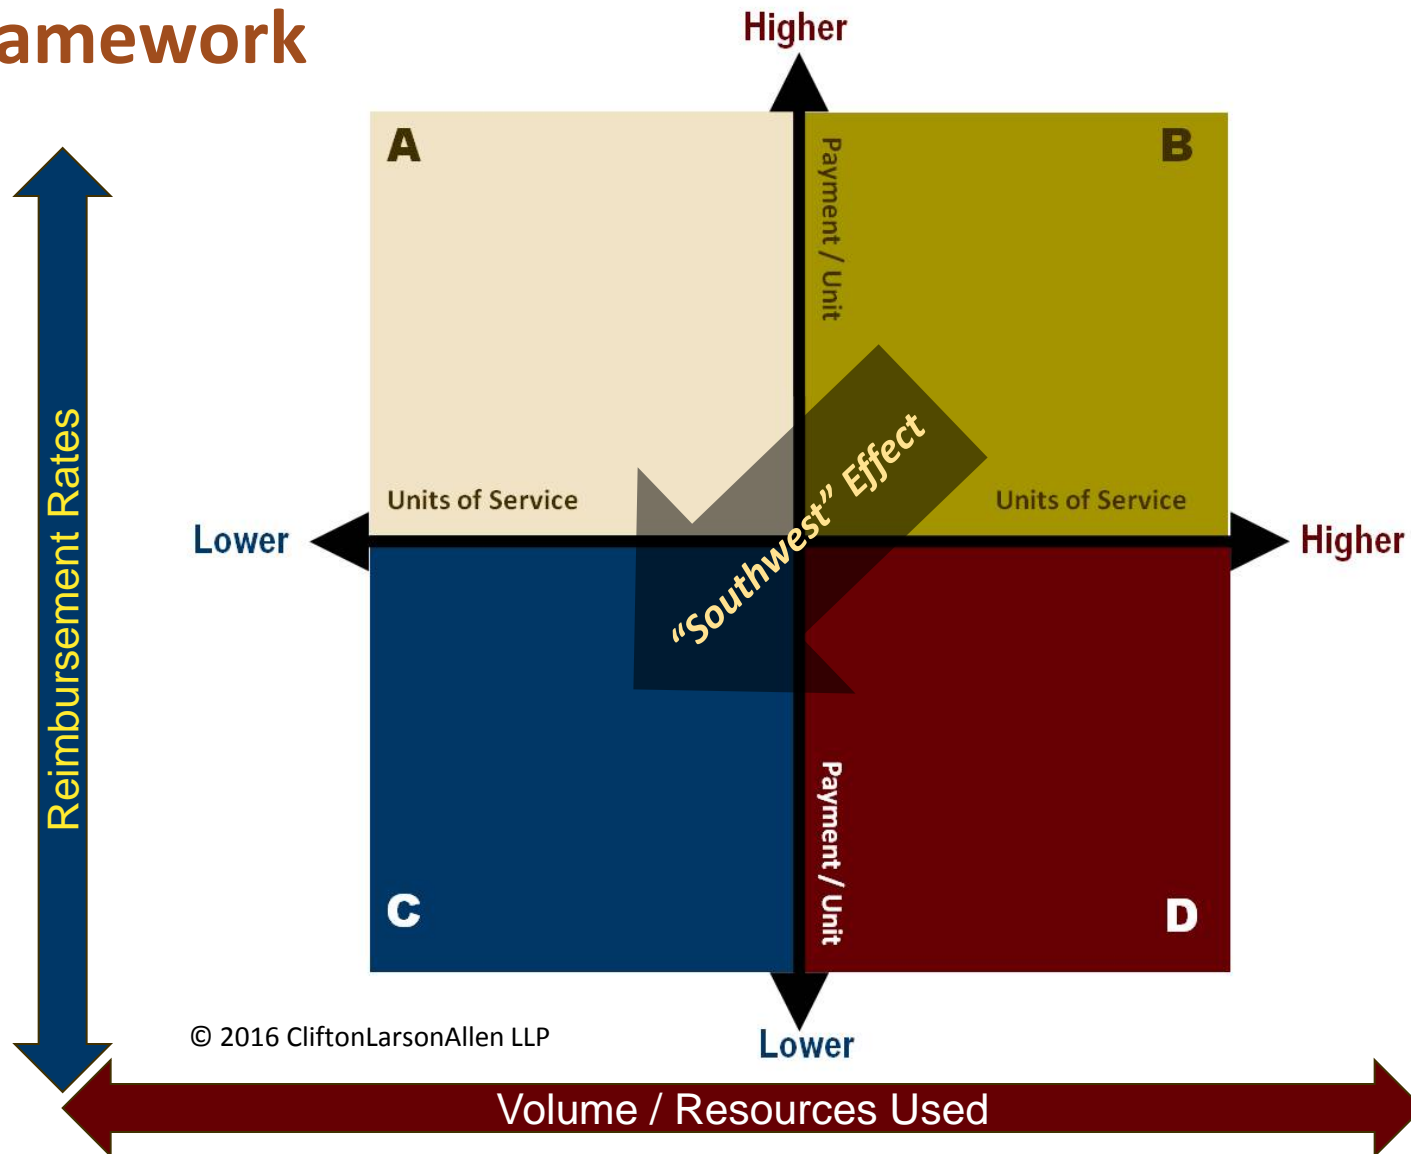 amework
Higher
A
B
Payment / Unit
Reimbursement Rates
"Southwest" Effect
Units of Service
Units of Service
Lower
Higher
Payment / Unit
C
D
© 2016 CliftonLarsonAllen LLP
Lower
Volume / Resources Used